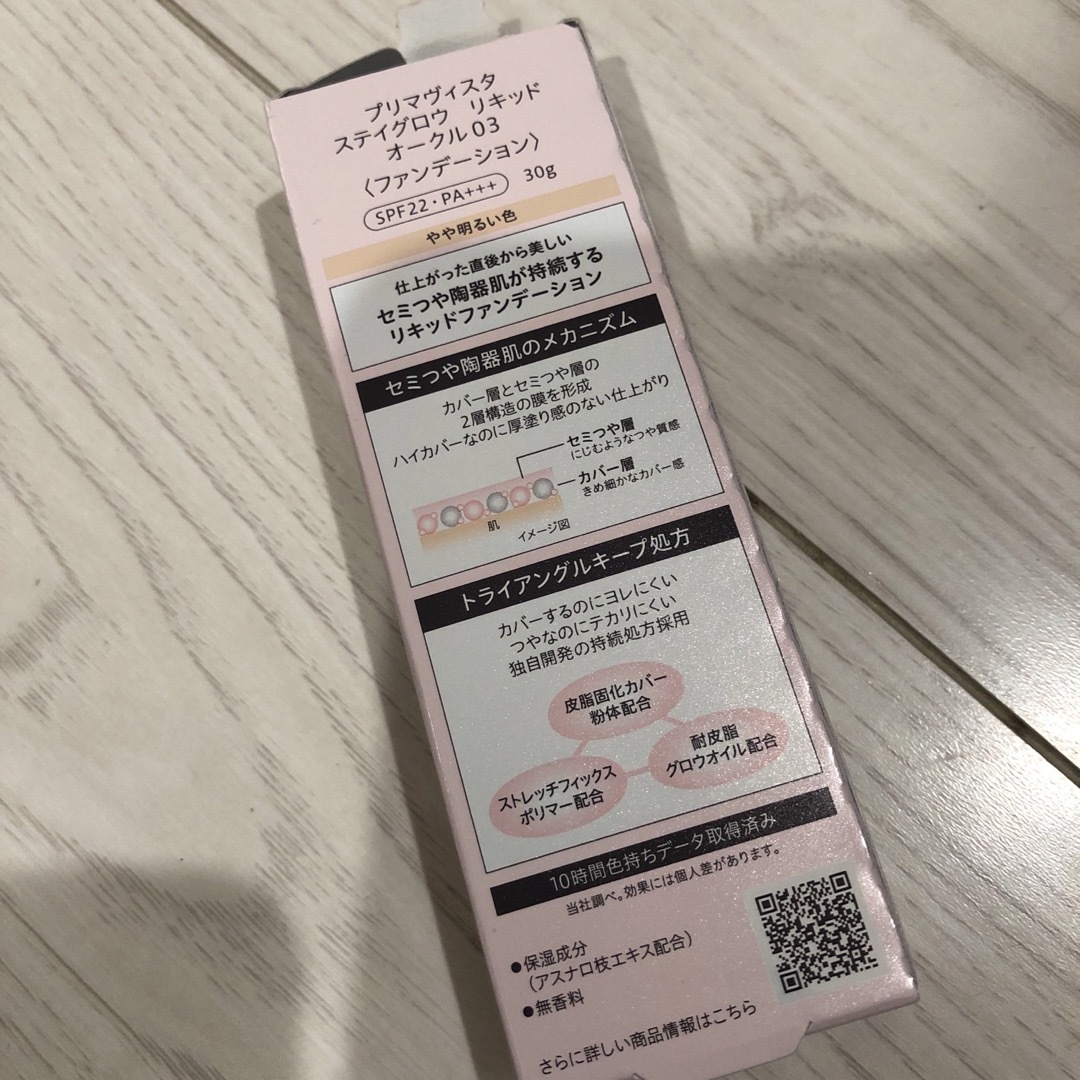 プリマヴィスタ
ステイグロウ リキッド
オークル 03
〈ファンデーション〉
SPF22・PA+++ 30g
やや明るい色
仕上がった直後から美しい
セミつや陶器肌が持続する
リキッドファンデーション
セミつや陶器肌のメカニズム
カバー層とセミつや層の
2層構造の膜を形成
ハイカバーなのに厚塗り感のない仕上がり
セミつや層
にじむようなつや質感
カバー層
きめ細かなカバー感
肌
イメージ図
トライアングルキープ処方
カバーするのにヨレにくい
つやなのにテカリにくい
独自開発の持続処方採用
皮脂固化カバー
粉体配合
耐皮脂
グロウオイル配合
ストレッチフィックス
ポリマー配合
10時間色持ちデータ取得済み
当社調べ。効果には個人差があります。
●保湿成分
(アスナロ枝エキス配合)
●無香料
さらに詳しい商品情報はこちら